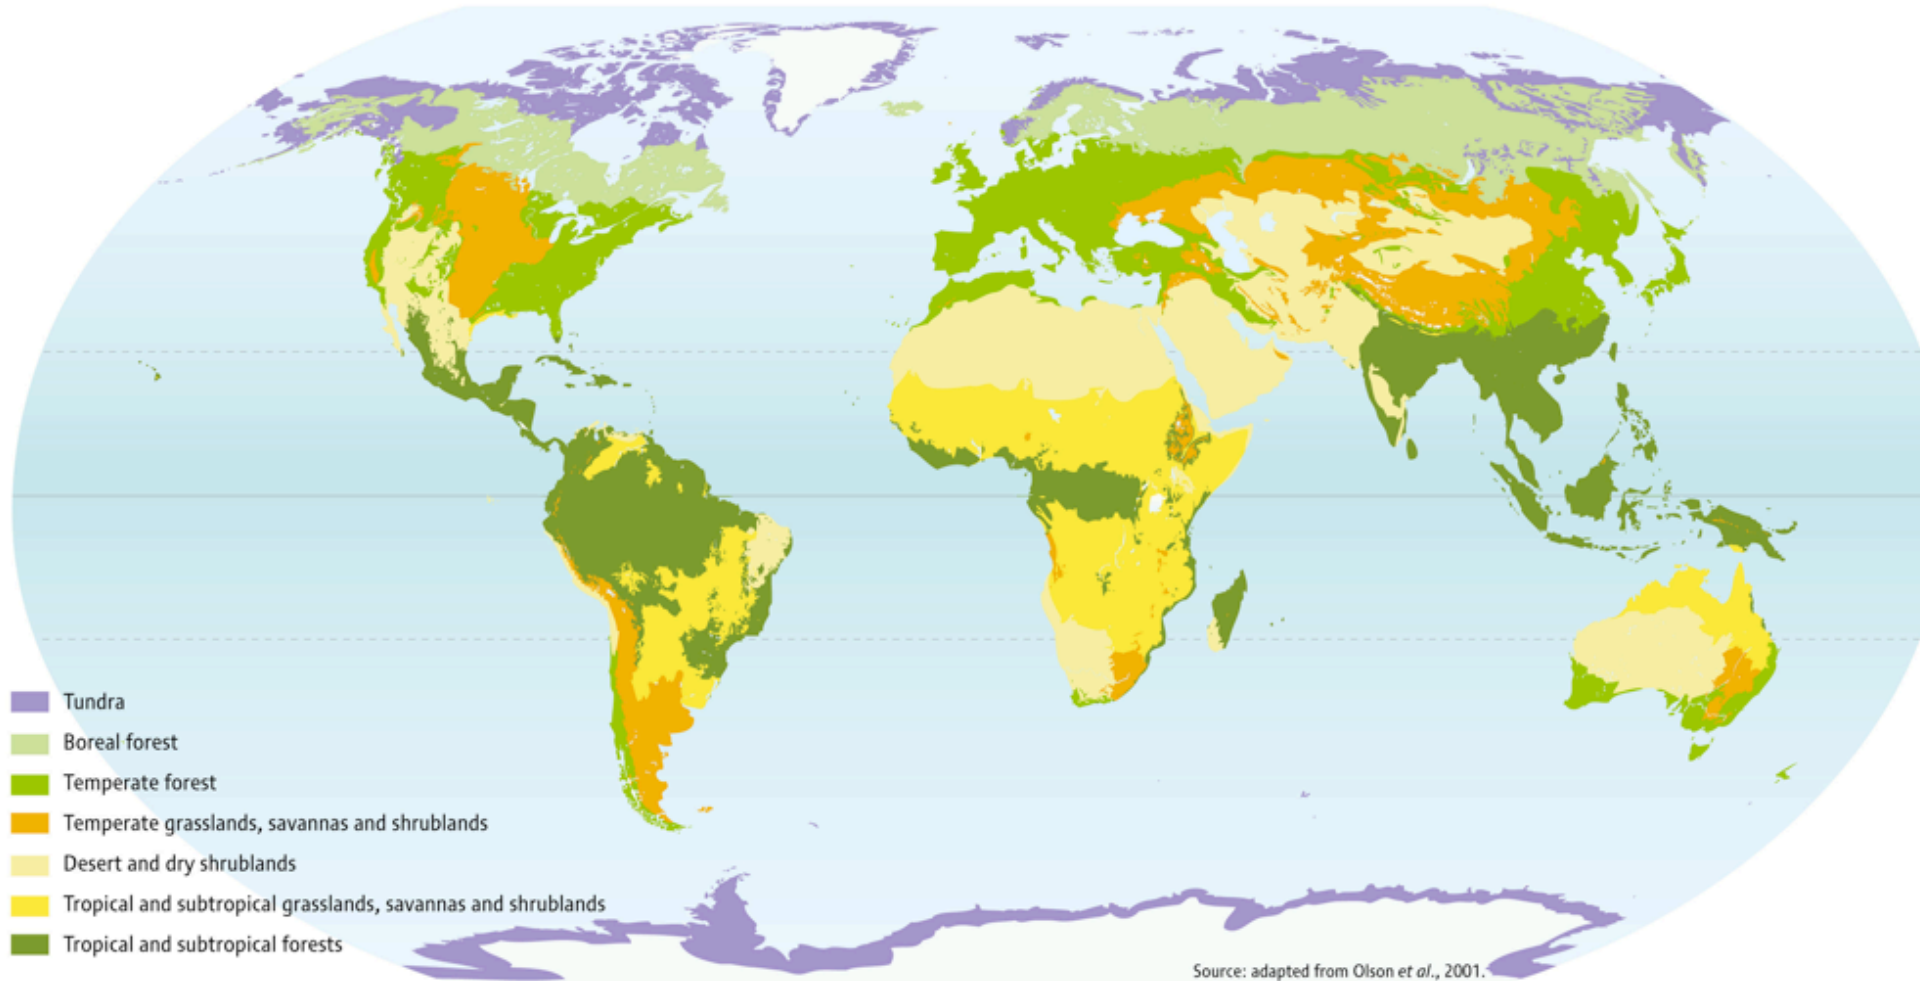 Tundra
Boreal forest
Temperate forest
Temperate grasslands, savannas and shrublands
Desert and dry shrublands
Tropical and subtropical grasslands, savannas and shrublands
Tropical and subtropical forests
Source: adapted from Olson et al., 2001.